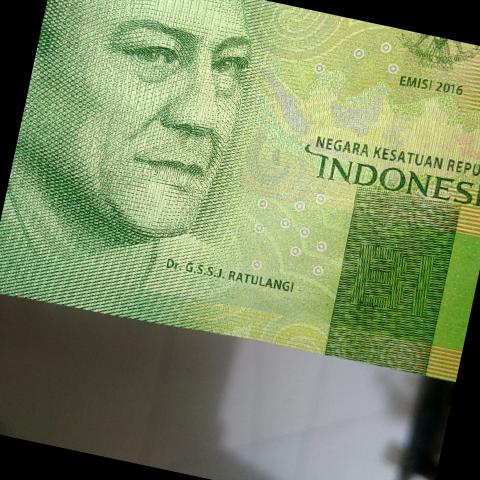 EMISI 2016
NEGARA KESATUAN REPU
INDONES
Dr. G.S.S.J. RATULANGI